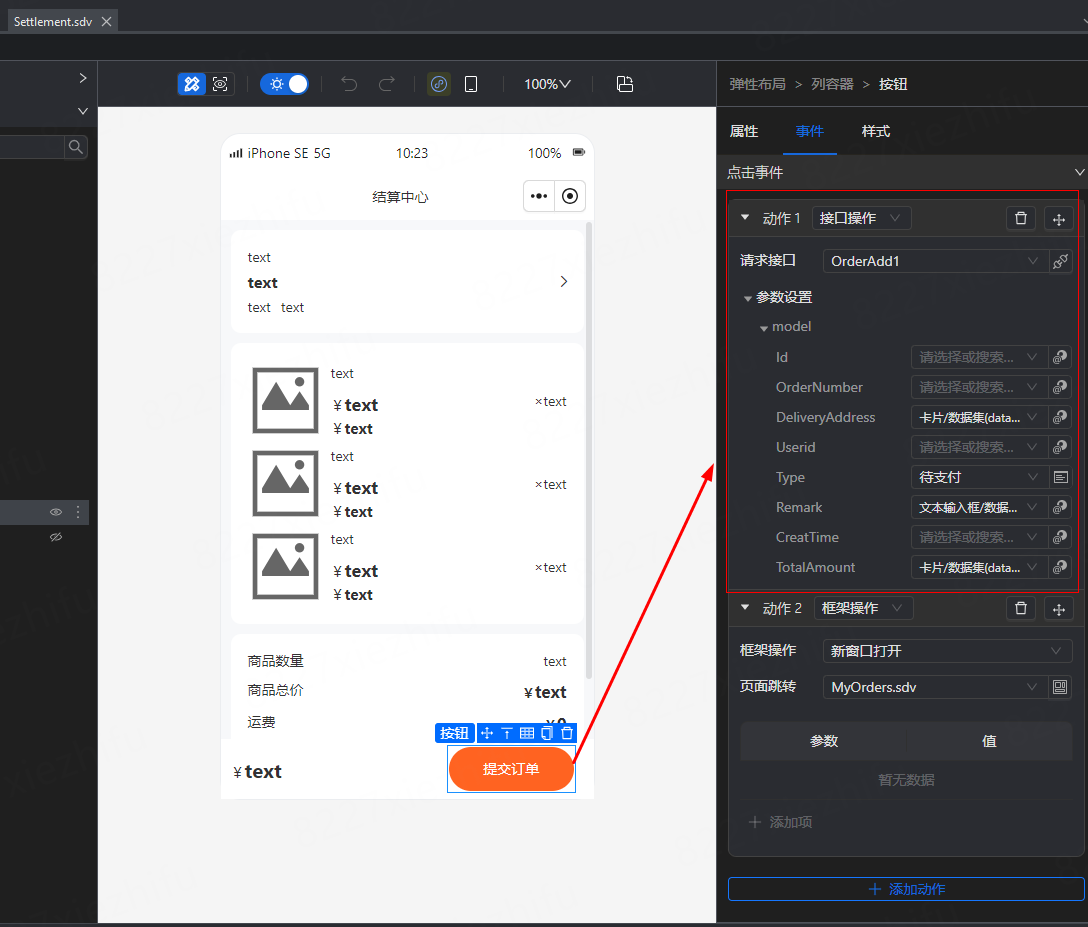 Settlement.sdv
100%
弹性布局 > 列容器 > 按钮
属性 事件 样式
点击事件
iPhone SE 5G 10:23 100%
结算中心
text
text
text text
text
¥text
¥text
×text
text
¥text
¥text
×text
text
¥text
¥text
×text
商品数量 text
商品总价 ¥text
运费 ¥0
按钮
¥text 提交订单
动作 1 接口操作
请求接口 OrderAdd1
参数设置
model
Id 请选择或搜索...
OrderNumber 请选择或搜索...
DeliveryAddress 卡片/数据集(data...
Userid 请选择或搜索...
Type 待支付
Remark 文本输入框/数据...
CreatTime 请选择或搜索...
TotalAmount 卡片/数据集(data...
动作 2 框架操作
框架操作 新窗口打开
页面跳转 MyOrders.sdv
参数 值
暂无数据
添加项
添加动作